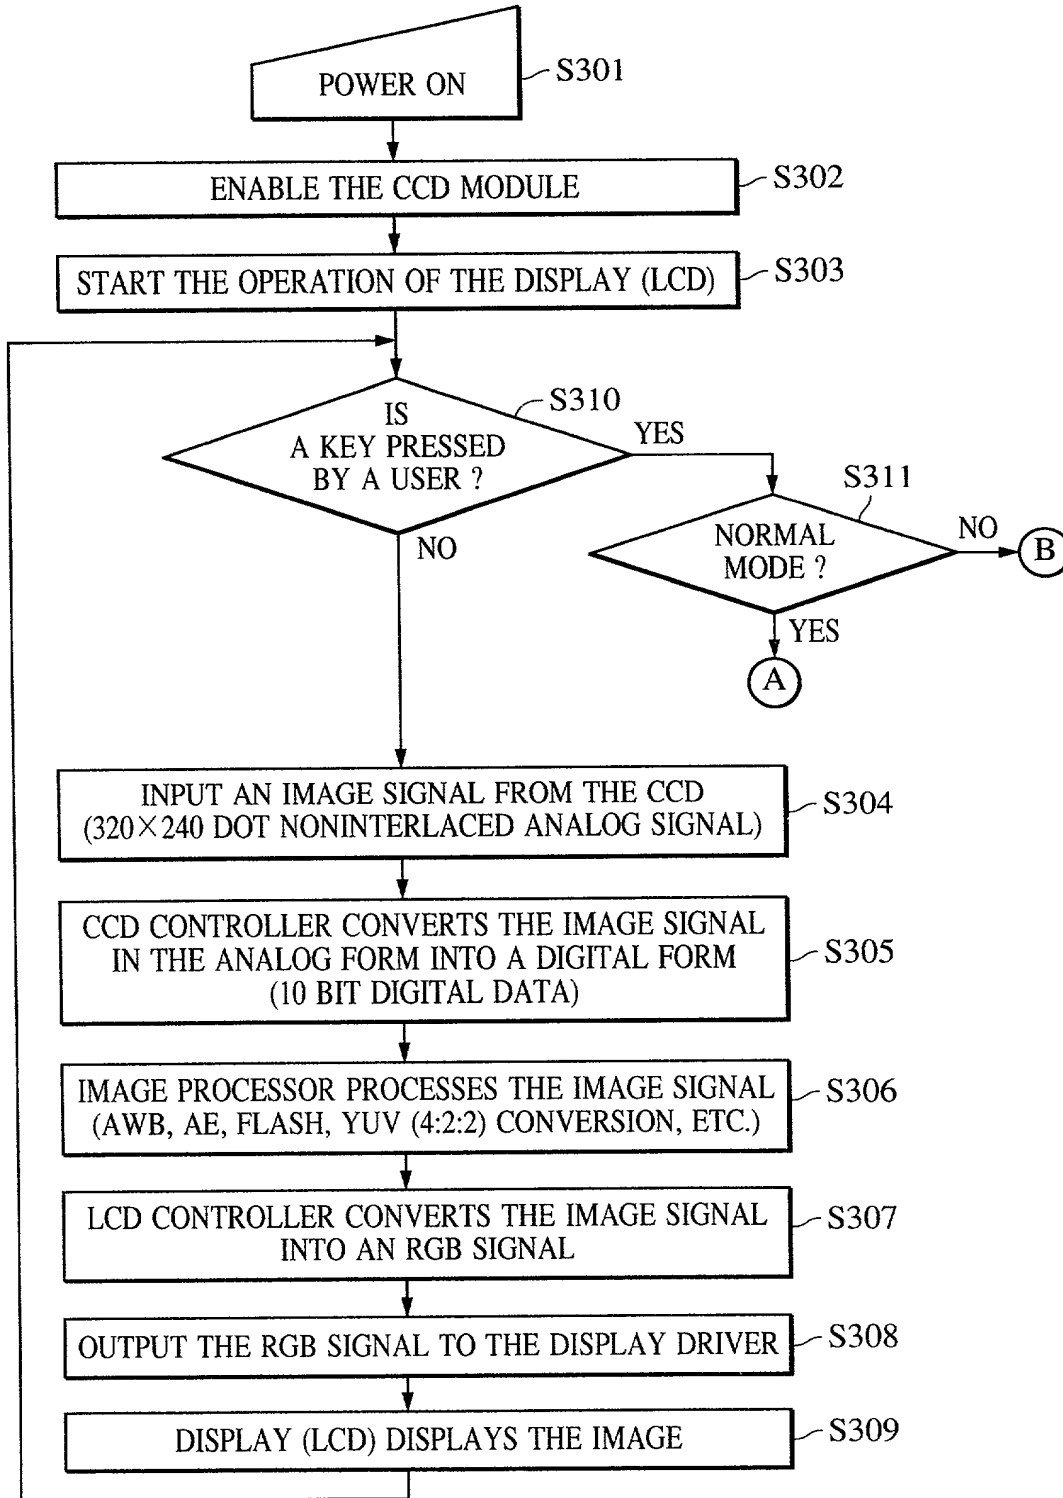 POWER ON
S301
ENABLE THE CCD MODULE
S302
START THE OPERATION OF THE DISPLAY (LCD)
S303
IS
A KEY PRESSED
BY A USER ?
S310
YES
NO
S311
NORMAL
MODE ?
NO
B
YES
A
INPUT AN IMAGE SIGNAL FROM THE CCD
(320×240 DOT NONINTERLACED ANALOG SIGNAL)
S304
CCD CONTROLLER CONVERTS THE IMAGE SIGNAL
IN THE ANALOG FORM INTO A DIGITAL FORM
(10 BIT DIGITAL DATA)
S305
IMAGE PROCESSOR PROCESSES THE IMAGE SIGNAL
(AWB, AE, FLASH, YUV (4:2:2) CONVERSION, ETC.)
S306
LCD CONTROLLER CONVERTS THE IMAGE SIGNAL
INTO AN RGB SIGNAL
S307
OUTPUT THE RGB SIGNAL TO THE DISPLAY DRIVER
S308
DISPLAY (LCD) DISPLAYS THE IMAGE
S309